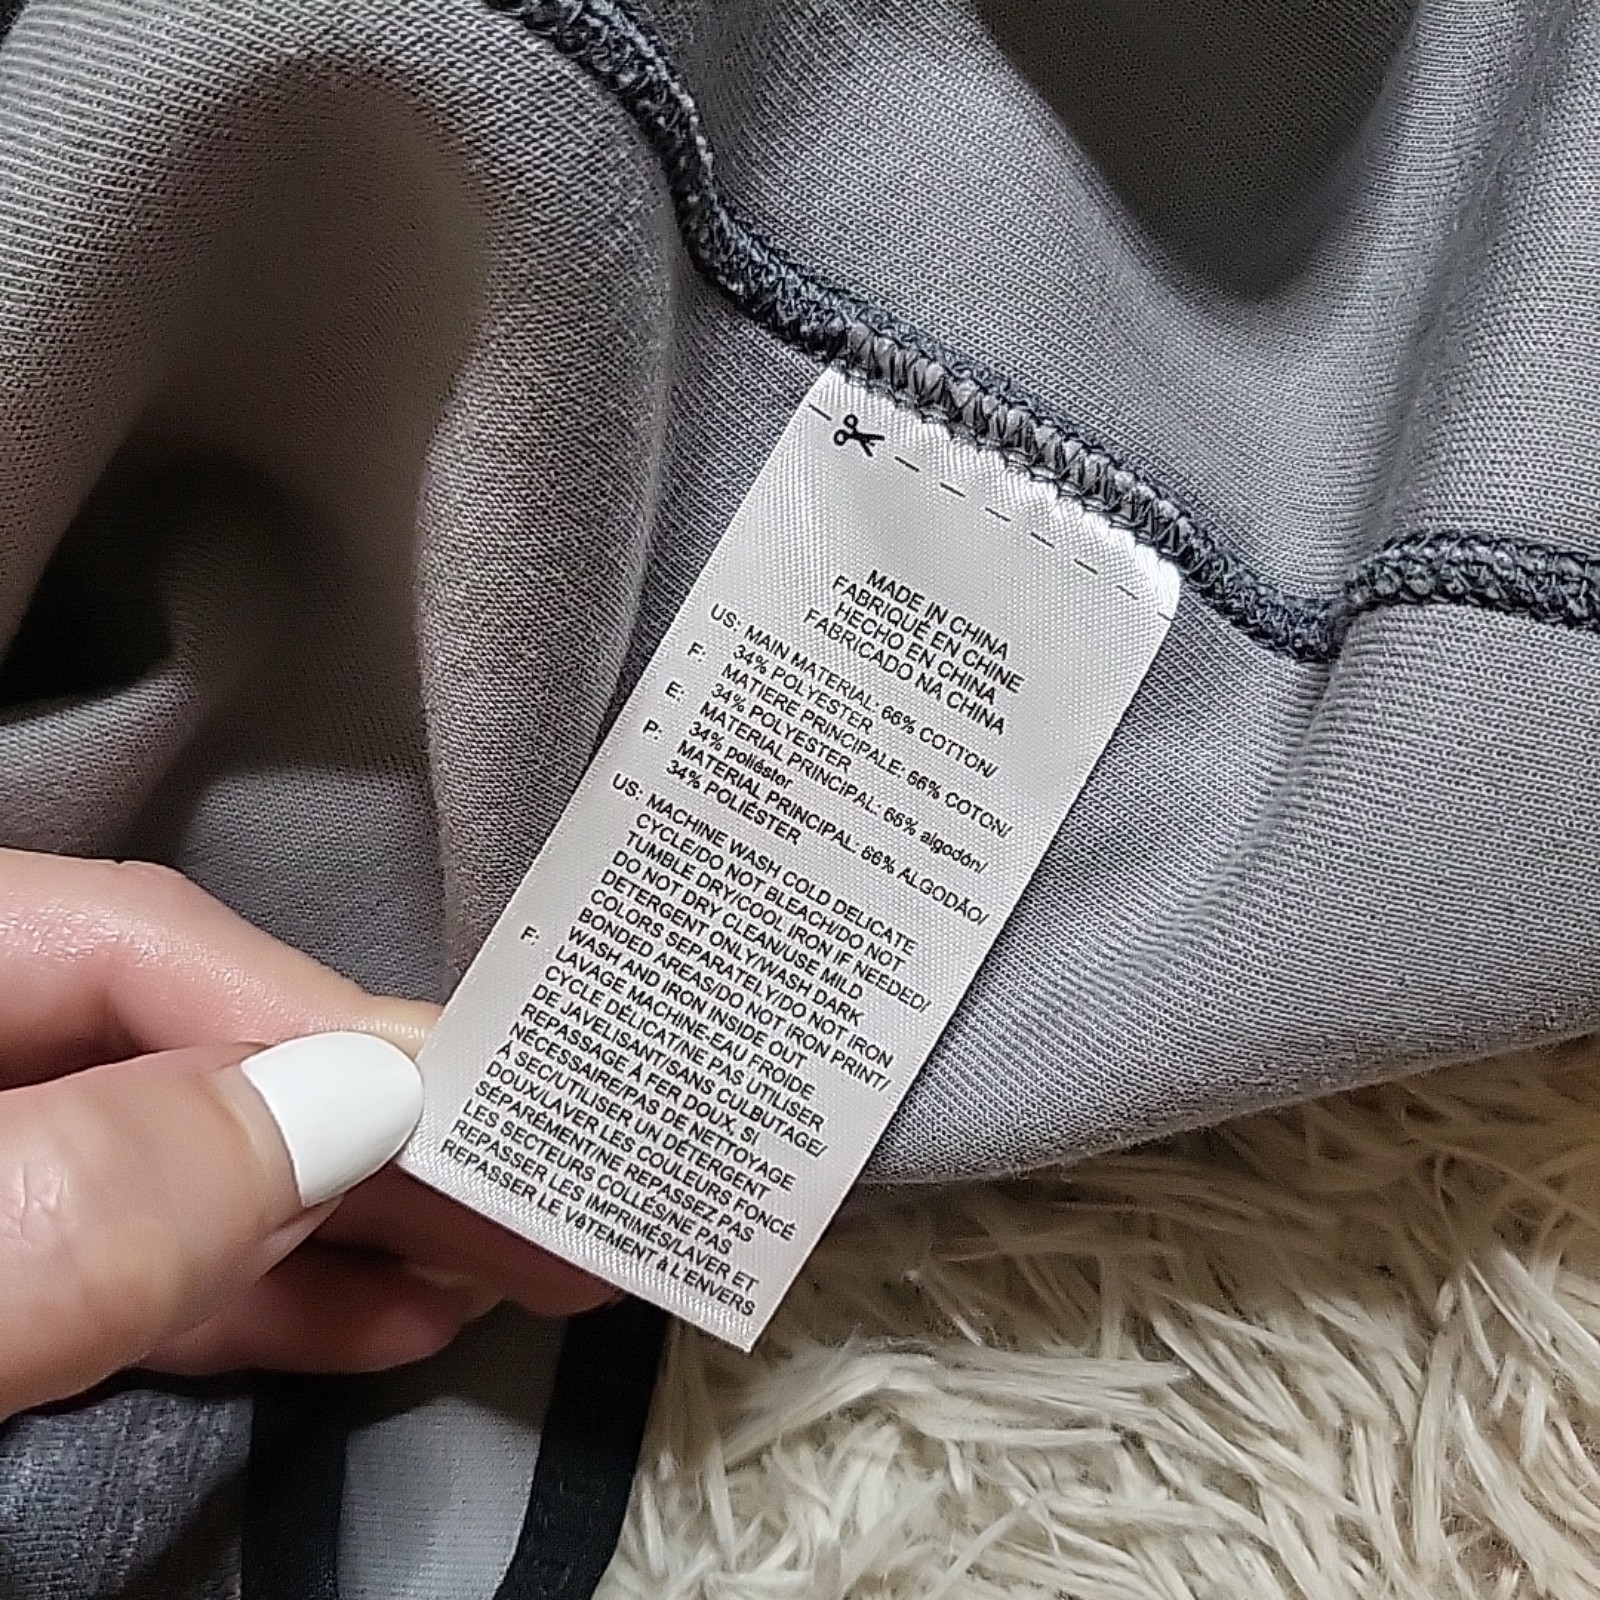 MADE IN CHINA
FABRIQUÉ EN CHINE
HECHO EN CHINA
FABRICADO NA CHINA
US: MAIN MATERIAL: 66% COTTON/
34% POLYESTER
F: MATIERE PRINCIPALE: 66% COTON/
34% POLYESTER
E: MATERIAL PRINCIPAL: 66% algodón/
34% poliéster
P: MATERIAL PRINCIPAL: 66% ALGODÃO/
34% POLIÉSTER
US: MACHINE WASH COLD DELICATE
CYCLE/DO NOT BLEACH/DO NOT
TUMBLE DRY/COOL IRON IF NEEDED/
DO NOT DRY CLEAN/USE MILD
DETERGENT ONLY/WASH DARK
COLORS SEPARATELY/DO NOT IRON
BONDED AREAS/DO NOT IRON PRINT/
WASH AND IRON INSIDE OUT
F: LAVAGE MACHINE-EAU FROIDE
CYCLE DÉLICAT/NE PAS UTILISER
DE JAVELISANT/SANS CULBUTAGE/
REPASSAGE À FER DOUX, SI
NÉCESSAIRE/PAS DE NETTOYAGE
À SEC/UTILISER UN DÉTERGENT
DOUX/LAVER LES COULEURS FONCÉ
SÉPARÉMENT/NE REPASSEZ PAS
LES SECTEURS COLLÉS/NE PAS
REPASSER LES IMPRIMÉS/LAVER ET
REPASSER LE VêTEMENT à L'ENVERS